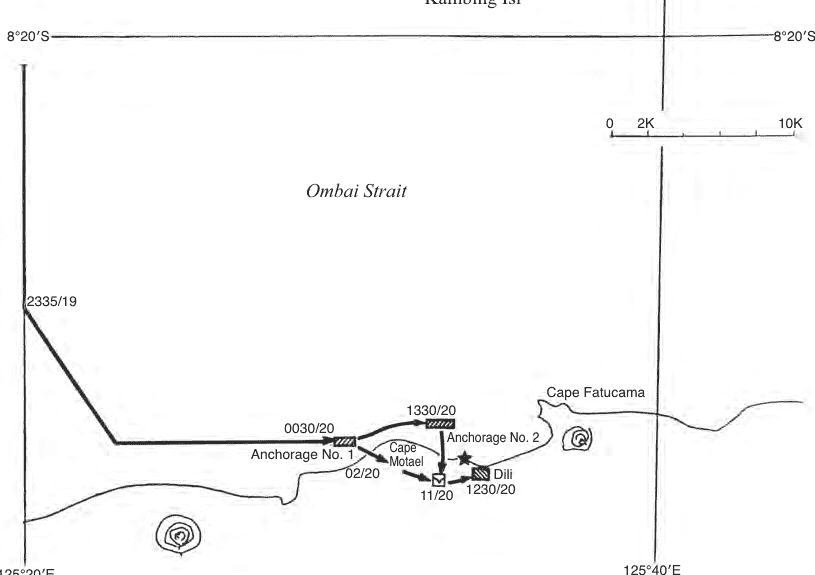 Kambing Isl
8°20′S
8°20′S
0 2K 10K
Ombai Strait
2335/19
Cape Fatucama
1330/20
0030/20
Anchorage No. 2
Anchorage No. 1
Cape
Motael
02/20
Dili
11/20
1230/20
125°20′E
125°40′E